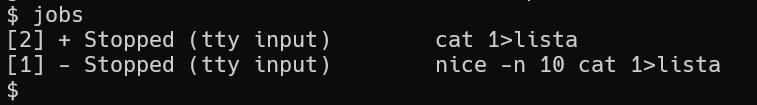 $ jobs
[2] + Stopped (tty input)        cat 1>lista
[1] - Stopped (tty input)        nice -n 10 cat 1>lista
$